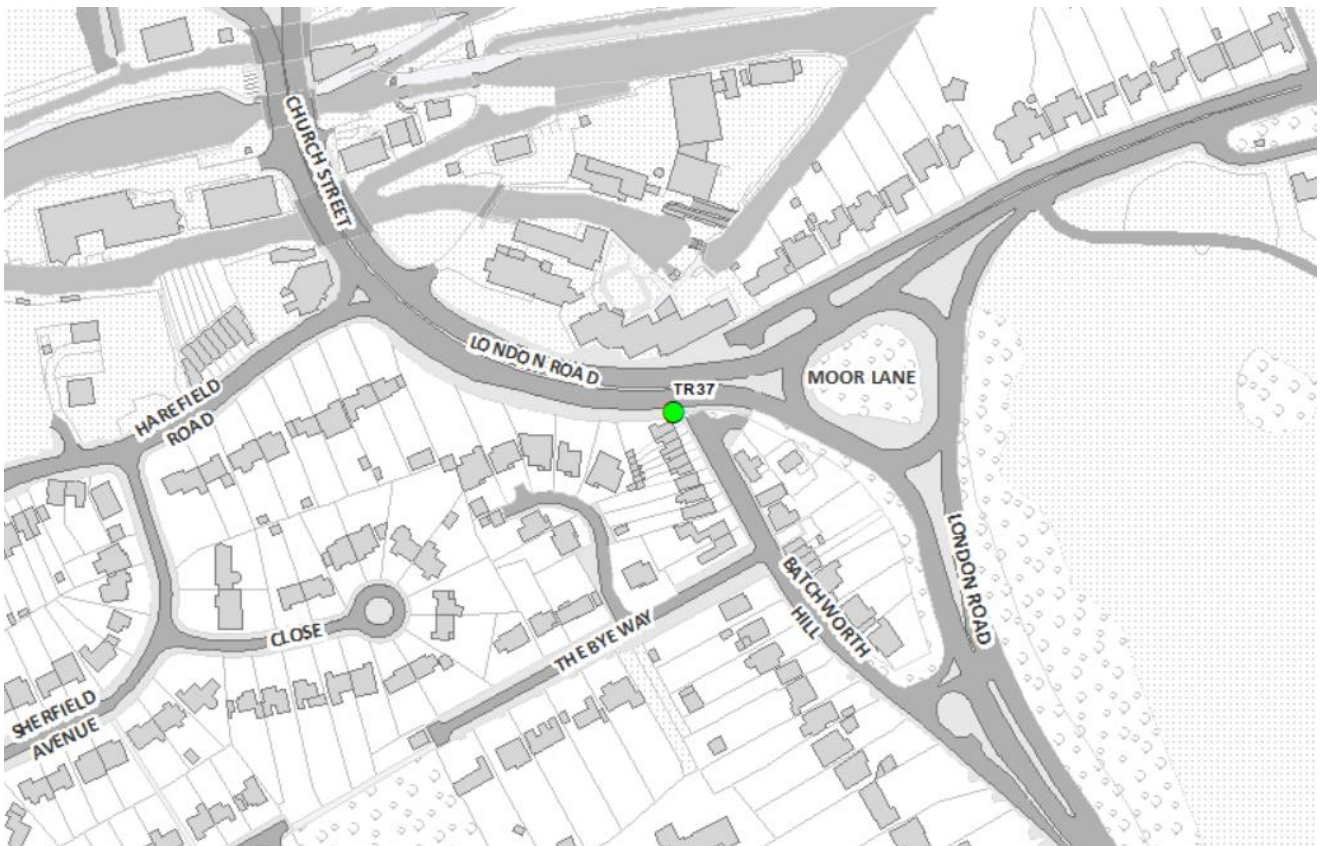 CHURCH STREET
LONDON ROAD
TR37
MOOR LANE
HAREFIELD
ROAD
LONDON ROAD
BATCHWORTH
HILL
THE BYE WAY
CLOSE
SHERFIELD
AVENUE